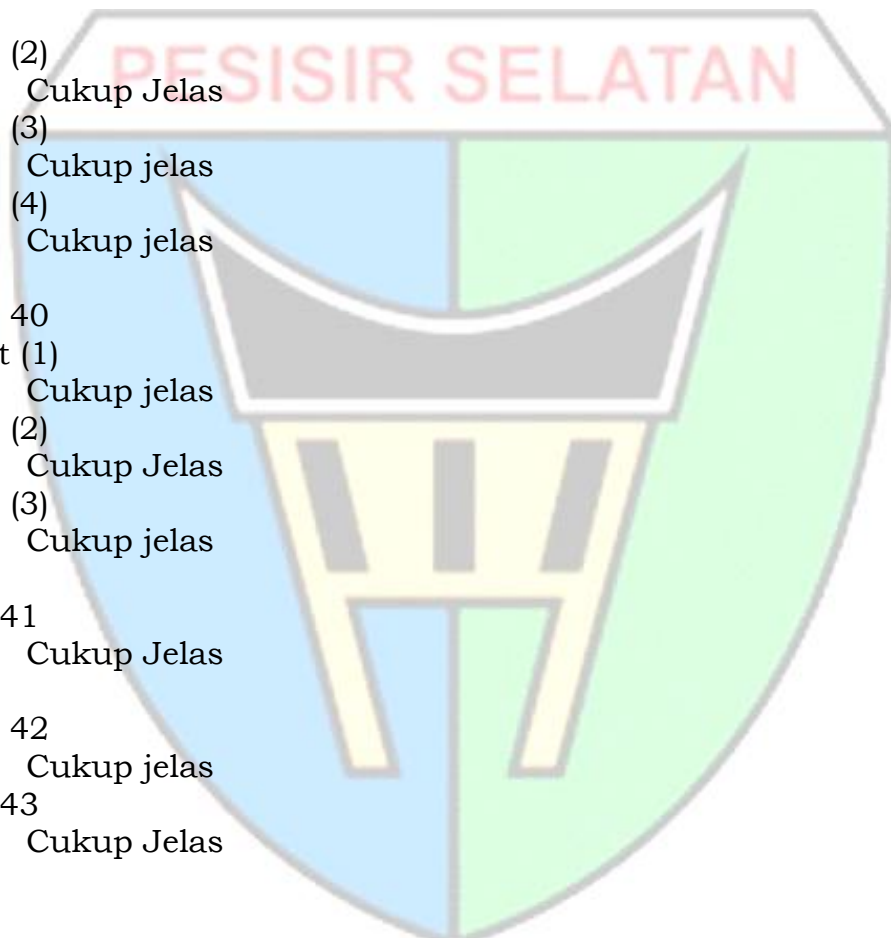 PESISIR SELATAN
(2)
Cukup Jelas
(3)
Cukup jelas
(4)
Cukup jelas
40
t (1)
Cukup jelas
(2)
Cukup Jelas
(3)
Cukup jelas
41
Cukup Jelas
42
Cukup jelas
43
Cukup Jelas